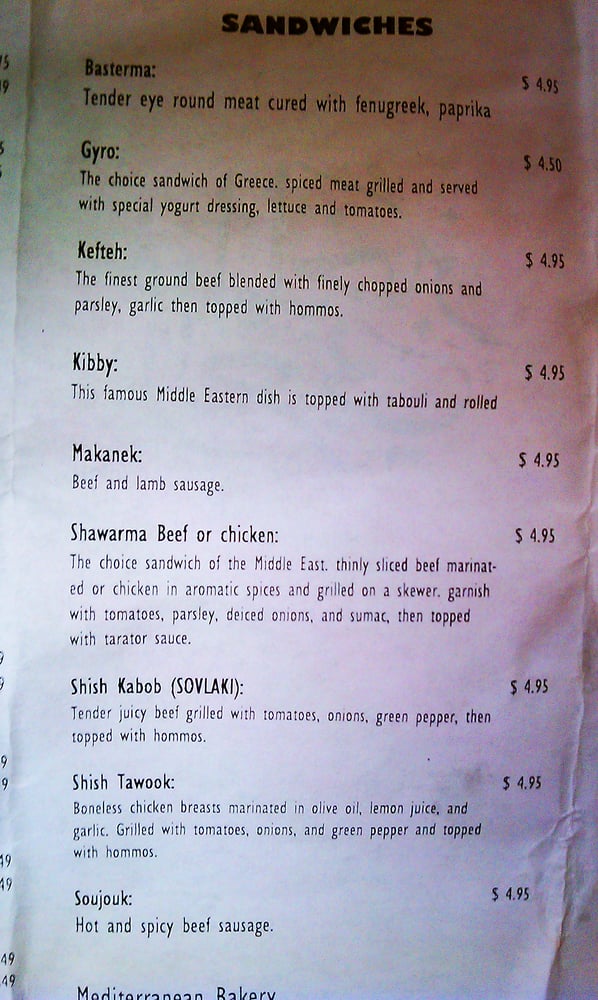 SANDWICHES
Basterma: $ 4.95
Tender eye round meat cured with fenugreek, paprika
Gyro: $ 4.50
The choice sandwich of Greece. spiced meat grilled and served
with special yogurt dressing, lettuce and tomatoes.
Kefteh: $ 4.95
The finest ground beef blended with finely chopped onions and
parsley, garlic then topped with hommos.
Kibby: $ 4.95
This famous Middle Eastern dish is topped with tabouli and rolled
Makanek: $ 4.95
Beef and lamb sausage.
Shawarma Beef or chicken: $ 4.95
The choice sandwich of the Middle East. thinly sliced beef marinat-
ed or chicken in aromatic spices and grilled on a skewer. garnish
with tomatoes, parsley, deiced onions, and sumac, then topped
with tarator sauce.
Shish Kabob (SOVLAKI): $ 4.95
Tender juicy beef grilled with tomatoes, onions, green pepper, then
topped with hommos.
Shish Tawook: $ 4.95
Boneless chicken breasts marinated in olive oil, lemon juice, and
garlic. Grilled with tomatoes, onions, and green pepper and topped
with hommos.
Soujouk: $ 4.95
Hot and spicy beef sausage.
Mediterranean Bakery